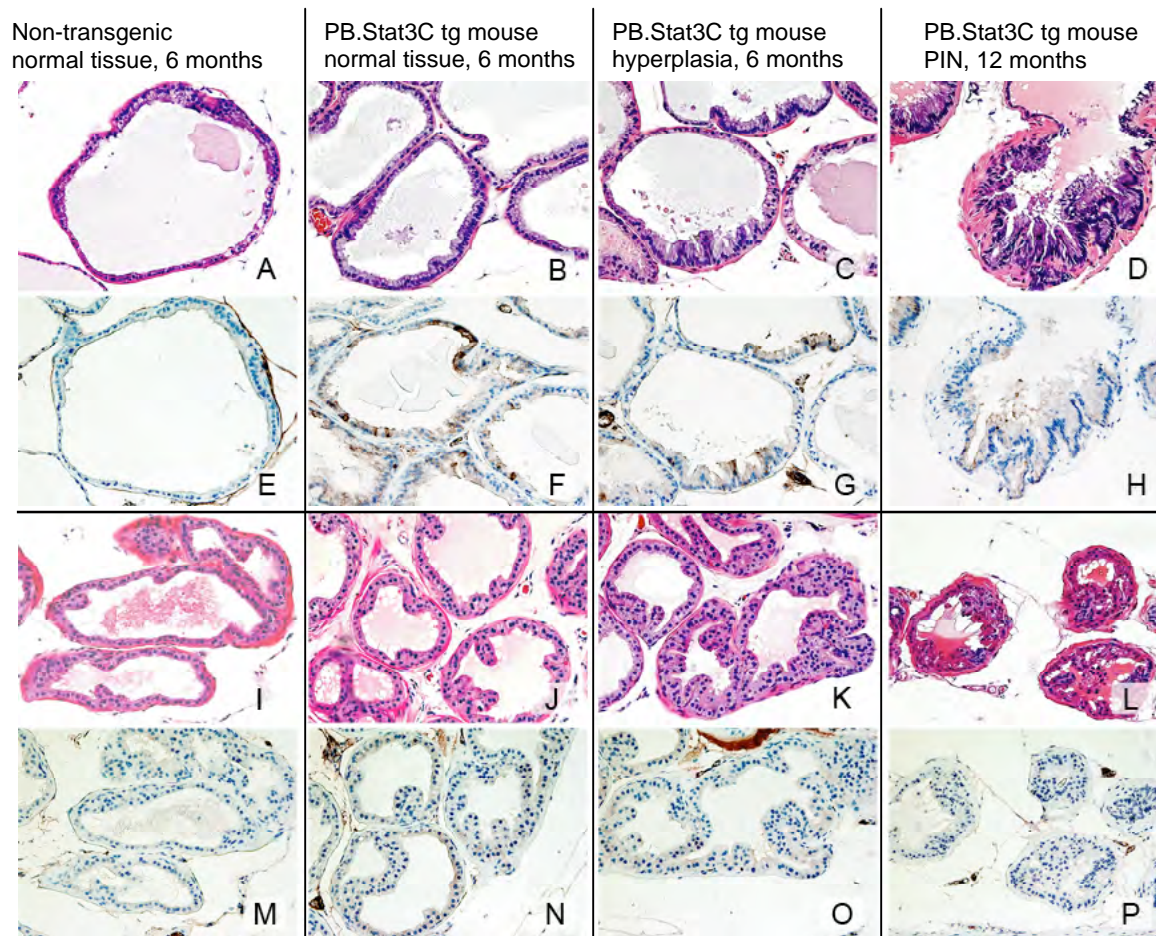 Non-transgenic
normal tissue, 6 months
PB.Stat3C tg mouse
normal tissue, 6 months
PB.Stat3C tg mouse
hyperplasia, 6 months
PB.Stat3C tg mouse
PIN, 12 months
A
B
C
D
E
F
G
H
I
J
K
L
M
N
O
P